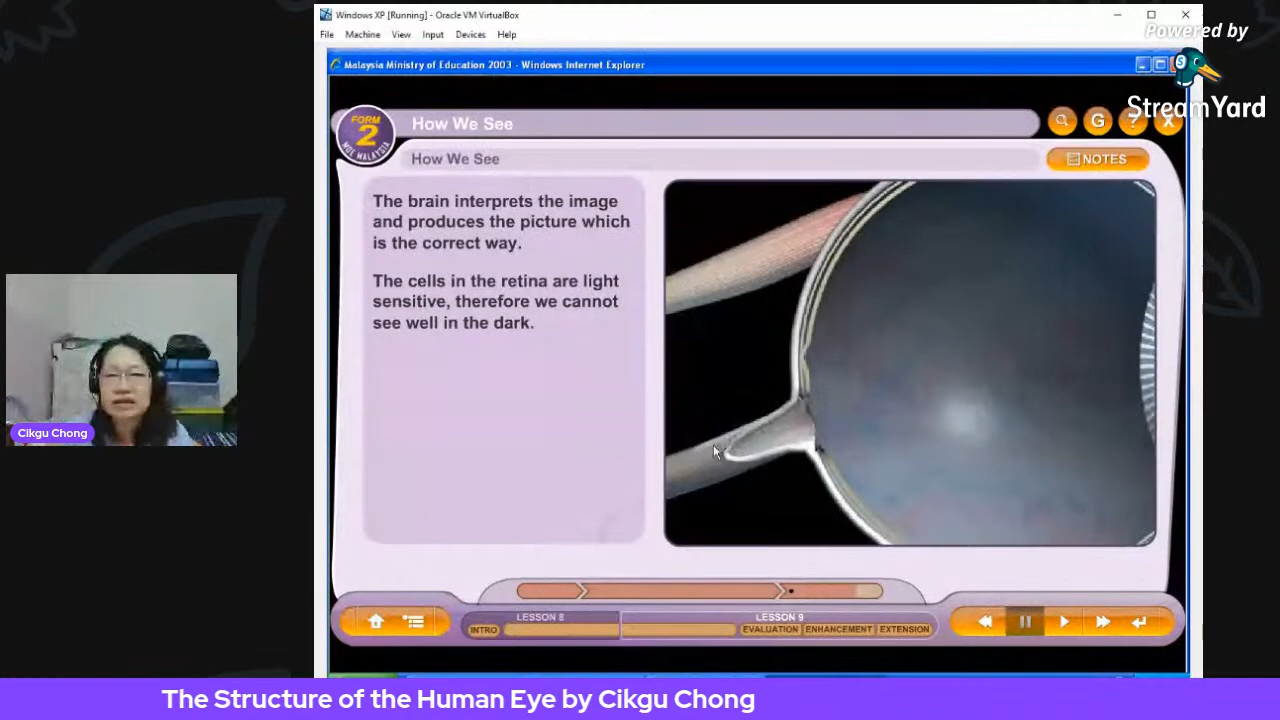 Windows XP [Running] - Oracle VM VirtualBox
File Machine View Input Devices Help
Powered by
StreamYard
Malaysia Ministry of Education 2003 - Windows Internet Explorer
FORM
2
MOE MALAYSIA
How We See
G ? X
How We See
NOTES
The brain interprets the image
and produces the picture which
is the correct way.
The cells in the retina are light
sensitive, therefore we cannot
see well in the dark.
Cikgu Chong
LESSON 8
LESSON 9
INTRO
EVALUATION ENHANCEMENT EXTENSION
The Structure of the Human Eye by Cikgu Chong